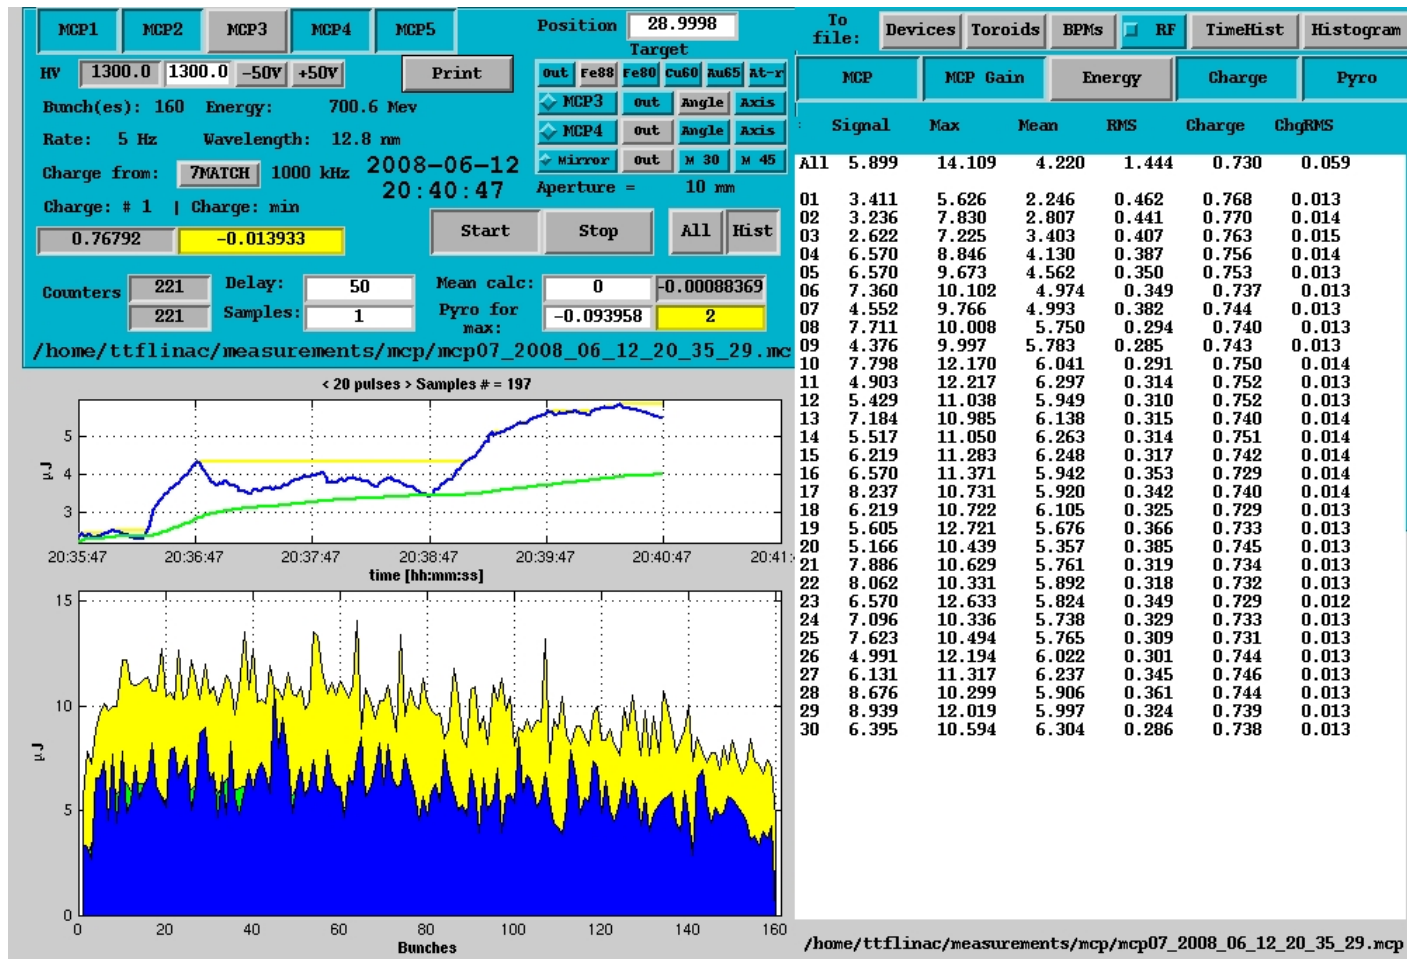 MCP1 MCP2 MCP3 MCP4 MCP5
Position 28.9998
Target
HV 1300.0 1300.0 -50V +50V Print
Out Fe88 Fe80 Cu60 Au65 At-r
MCP3 Out Angle Axis
MCP4 Out Angle Axis
Mirror Out M 30 M 45
Bunch(es): 160 Energy: 700.6 Mev
Rate: 5 Hz Wavelength: 12.8 nm
Charge from: 7MATCH 1000 kHz
2008-06-12
20:40:47
Aperture = 10 mm
Charge: # 1 | Charge: min
0.76792 -0.013933
Start Stop All Hist
Counters 221 Delay: 50 Mean calc: 0 -0.00088369
221 Samples: 1 Pyro for max: -0.093958 2
/home/ttflinac/measurements/mcp/mcp07_2008_06_12_20_35_29.mc
< 20 pulses > Samples # = 197
5
4
3
µJ
20:35:47 20:36:47 20:37:47 20:38:47 20:39:47 20:40:47 20:41:
time [hh:mm:ss]
15
10
5
0
µJ
0 20 40 60 80 100 120 140 160
Bunches
To file: Devices Toroids BPMs RF TimeHist Histogram
MCP MCP Gain Energy Charge Pyro
: Signal Max Mean RMS Charge ChgRMS
All 5.899 14.109 4.220 1.444 0.730 0.059
01 3.411 5.626 2.246 0.462 0.768 0.013
02 3.236 7.830 2.807 0.441 0.770 0.014
03 2.622 7.225 3.403 0.407 0.763 0.015
04 6.570 8.846 4.130 0.387 0.756 0.014
05 6.570 9.673 4.562 0.350 0.753 0.013
06 7.360 10.102 4.974 0.349 0.737 0.013
07 4.552 9.766 4.993 0.382 0.744 0.013
08 7.711 10.008 5.750 0.294 0.740 0.013
09 4.376 9.997 5.783 0.285 0.743 0.013
10 7.798 12.170 6.041 0.291 0.750 0.014
11 4.903 12.217 6.297 0.314 0.752 0.013
12 5.429 11.038 5.949 0.310 0.752 0.013
13 7.184 10.985 6.138 0.315 0.740 0.014
14 5.517 11.050 6.263 0.314 0.751 0.014
15 6.219 11.283 6.248 0.317 0.742 0.014
16 6.570 11.371 5.942 0.353 0.729 0.014
17 8.237 10.731 5.920 0.342 0.740 0.014
18 6.219 10.722 6.105 0.325 0.729 0.013
19 5.605 12.721 5.676 0.366 0.733 0.013
20 5.166 10.439 5.357 0.385 0.745 0.013
21 7.886 10.629 5.761 0.319 0.734 0.013
22 8.062 10.331 5.892 0.318 0.732 0.013
23 6.570 12.633 5.824 0.349 0.729 0.012
24 7.096 10.336 5.738 0.329 0.733 0.013
25 7.623 10.494 5.765 0.309 0.731 0.013
26 4.991 12.194 6.022 0.301 0.744 0.013
27 6.131 11.317 6.237 0.345 0.746 0.013
28 8.676 10.299 5.906 0.361 0.744 0.013
29 8.939 12.019 5.997 0.324 0.739 0.013
30 6.395 10.594 6.304 0.286 0.738 0.013
/home/ttflinac/measurements/mcp/mcp07_2008_06_12_20_35_29.mcp